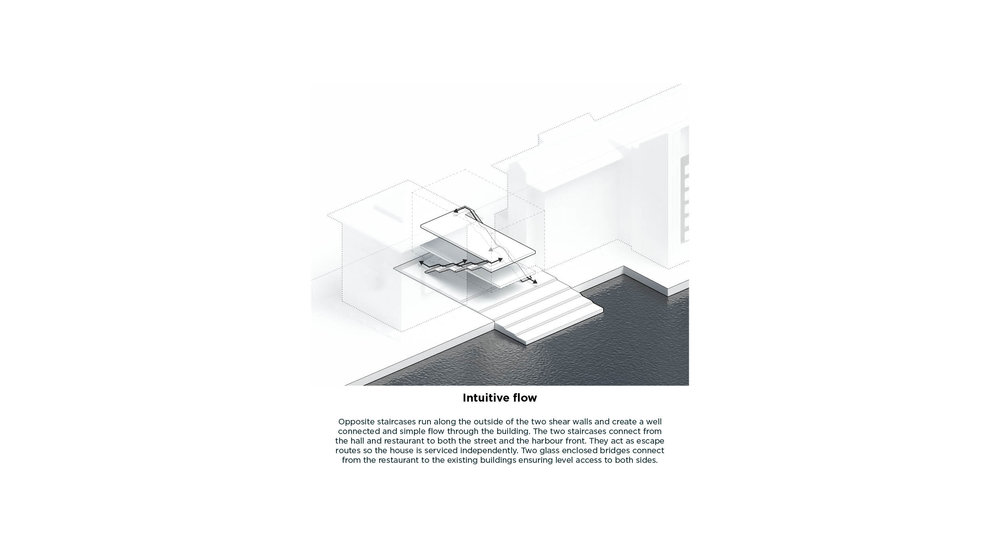 Intuitive flow
Opposite staircases run along the outside of the two shear walls and create a well
connected and simple flow through the building. The two staircases connect from
the hall and restaurant to both the street and the harbour front. They act as escape
routes so the house is serviced independently. Two glass enclosed bridges connect
from the restaurant to the existing buildings ensuring level access to both sides.